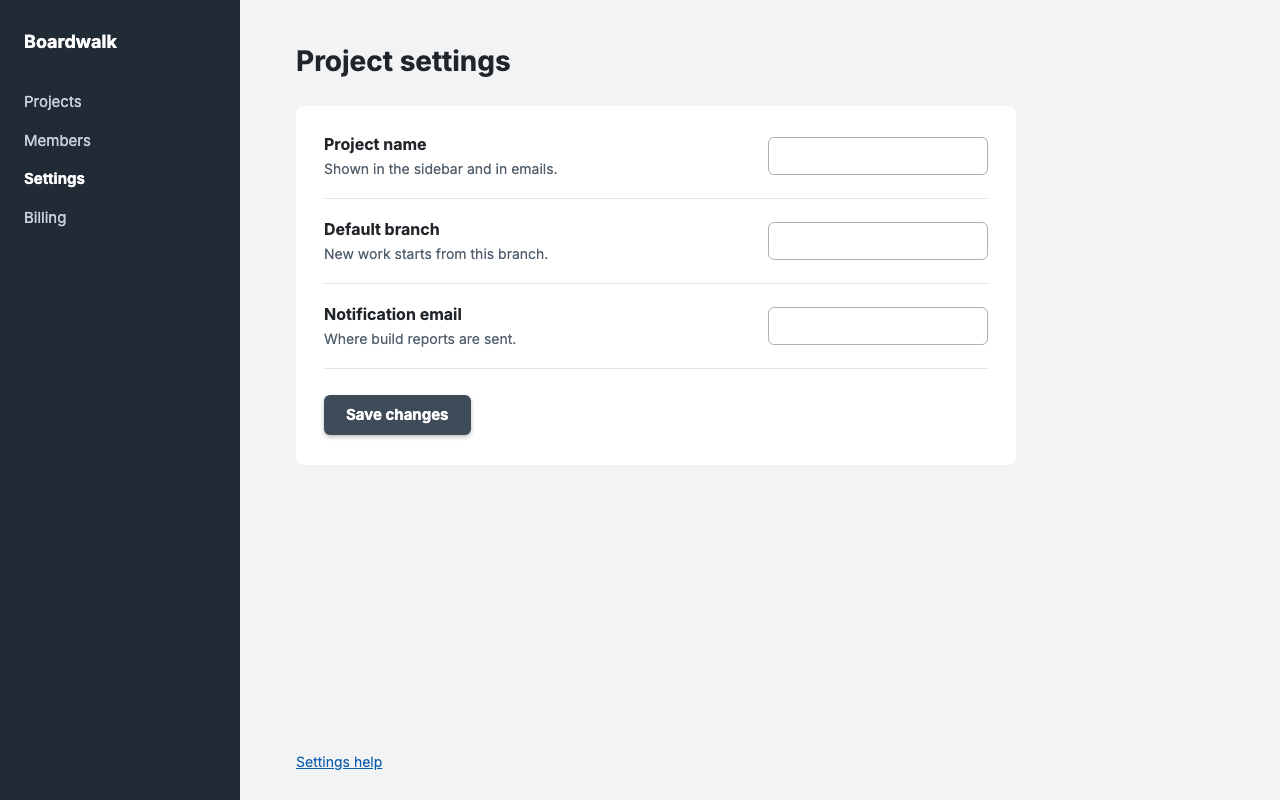 Boardwalk
Projects
Members
Settings
Billing
Project settings
Project name
Shown in the sidebar and in emails.
Default branch
New work starts from this branch.
Notification email
Where build reports are sent.
Save changes
Settings help